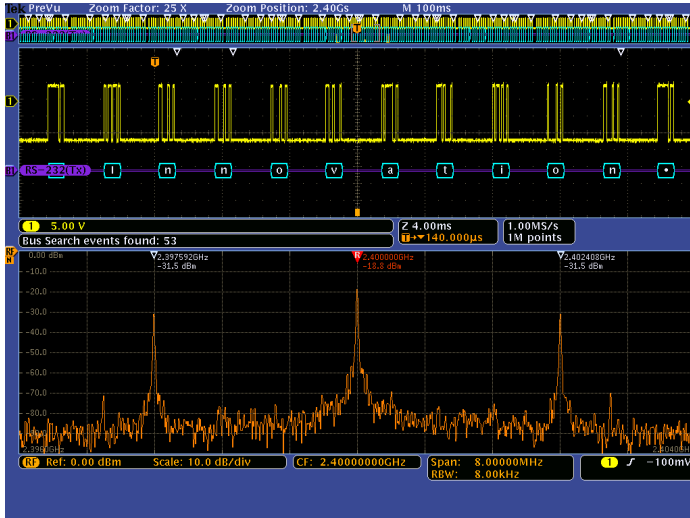 Tek PreVu Zoom Factor: 25 X Zoom Position: 2.40Gs M 100ms
1
T
T
1
RS-232(Tx) I n n o v a t i o n •
1 5.00 V
Z 4.00ms
T→▼140.000µs
1.00MS/s
1M points
Bus Search events found: 53
0.00 dBm
2.397592GHz
-31.5 dBm
R 2.400000GHz
-18.8 dBm
2.402408GHz
-31.5 dBm
-10.0
-20.0
-30.0
-40.0
-50.0
-60.0
-70.0
-80.0
RF Ref: 0.00 dBm Scale: 10.0 dB/div
CF: 2.40000000GHz
Span: 8.00000MHz
RBW: 8.00kHz
1 ∫ −100mV